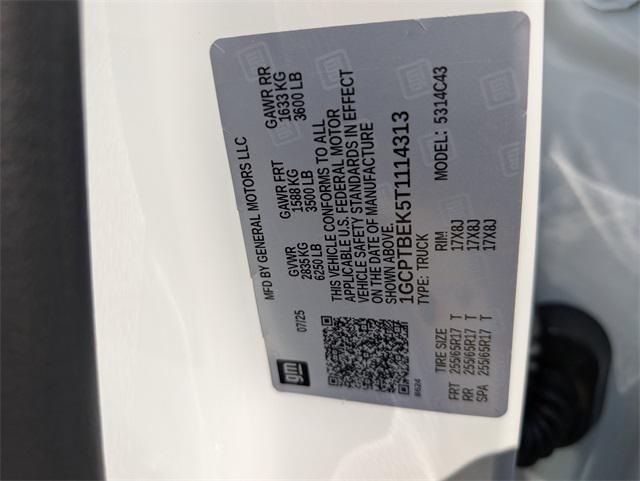 gm
MFD BY GENERAL MOTORS LLC
07/25
GVWR GAWR FRT GAWR RR
2835 KG 1588 KG 1633 KG
6250 LB 3500 LB 3600 LB
THIS VEHICLE CONFORMS TO ALL
APPLICABLE U.S. FEDERAL MOTOR
VEHICLE SAFETY STANDARDS IN EFFECT
ON THE DATE OF MANUFACTURE
SHOWN ABOVE.
1GCPTBEK5T1114313
TYPE: TRUCK MODEL: 5314C43
TIRE SIZE RIM
FRT 255/65R17 T 17X8J
RR 255/65R17 T 17X8J
SPA 255/65R17 T 17X8J